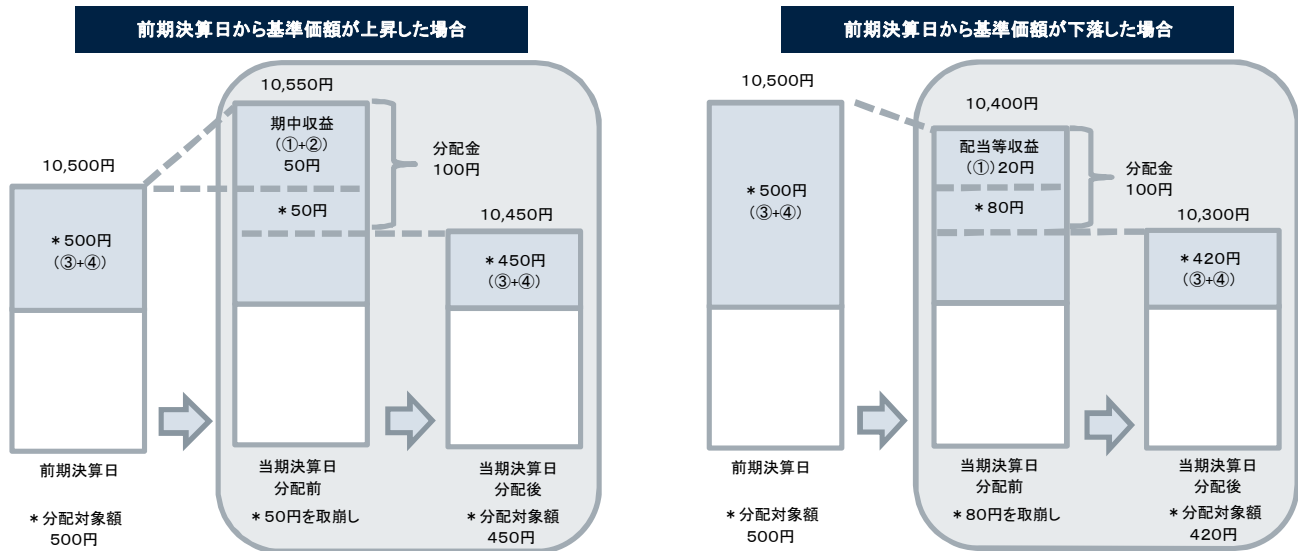 前期決算日から基準価額が上昇した場合
10,550円
期中収益
(①+②)
50円
分配金
100円
10,500円
*50円
10,450円
*500円
(③+④)
*450円
(③+④)
前期決算日
当期決算日
分配前
当期決算日
分配後
*分配対象額
500円
*50円を取崩し
*分配対象額
450円
前期決算日から基準価額が下落した場合
10,500円
10,400円
配当等収益
(①)20円
分配金
100円
*500円
(③+④)
*80円
10,300円
*420円
(③+④)
前期決算日
当期決算日
分配前
当期決算日
分配後
*分配対象額
500円
*80円を取崩し
*分配対象額
420円